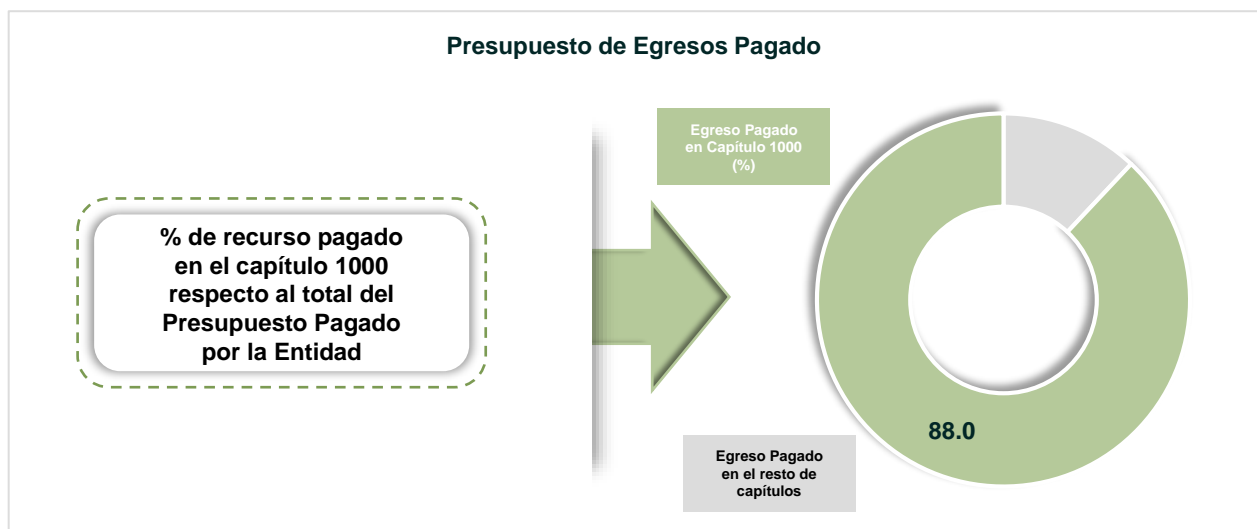 Presupuesto de Egresos Pagado
% de recurso pagado
en el capítulo 1000
respecto al total del
Presupuesto Pagado
por la Entidad
Egreso Pagado
en Capítulo 1000
(%)
88.0
Egreso Pagado
en el resto de
capítulos